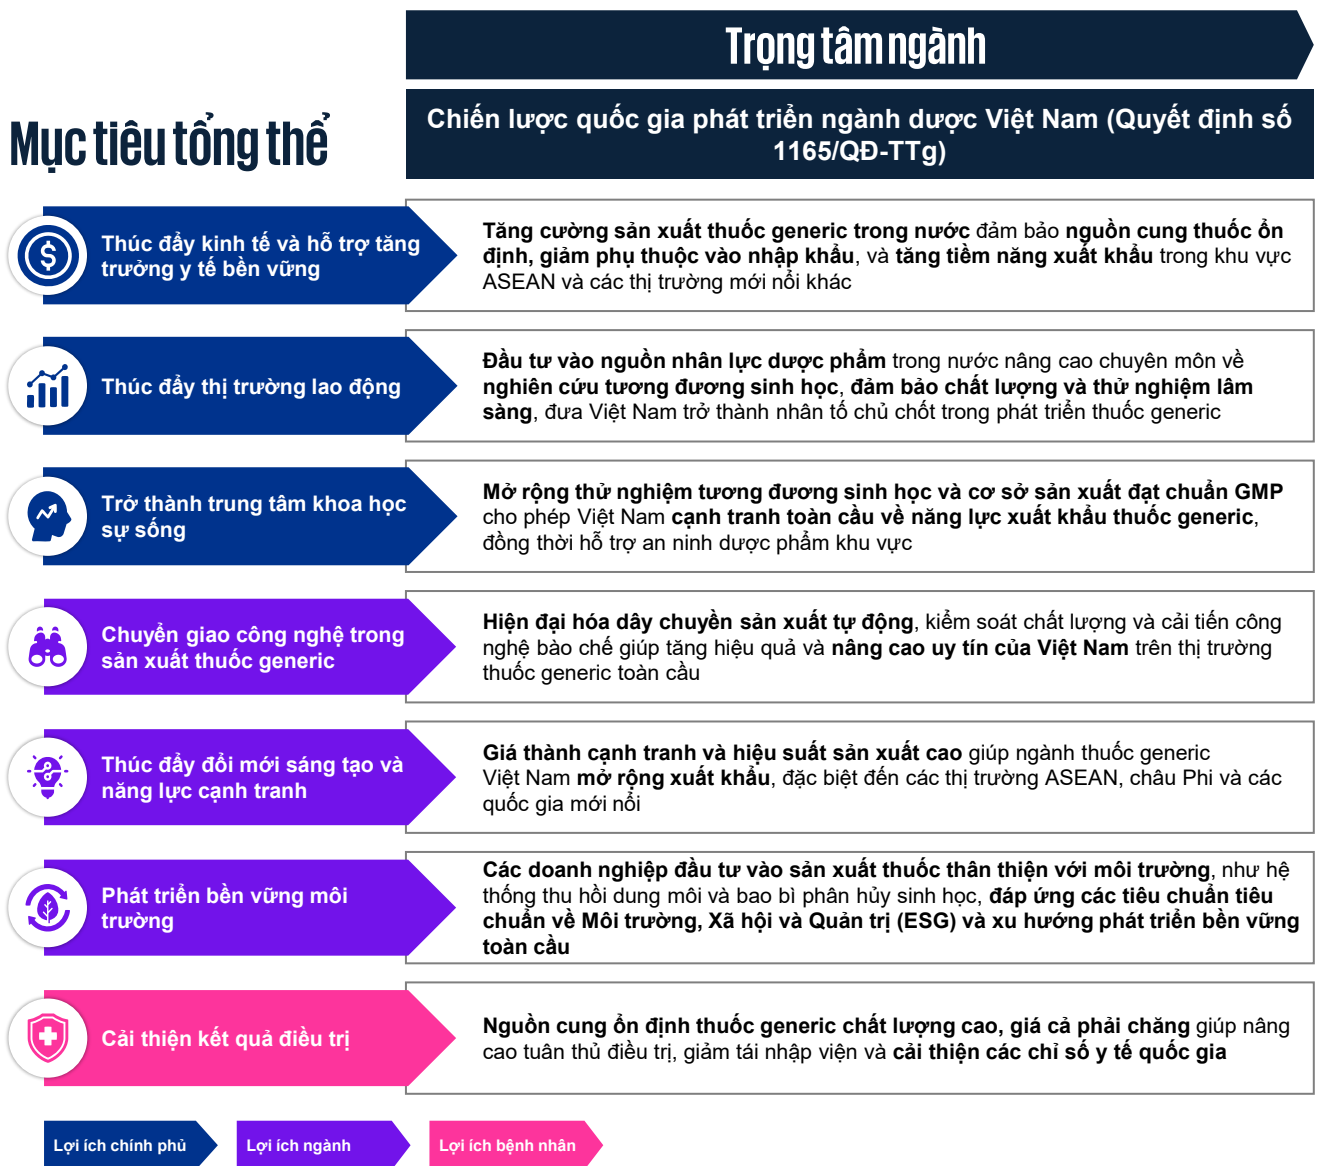 Trọng tâm ngành
Mục tiêu tổng thể
Chiến lược quốc gia phát triển ngành dược Việt Nam (Quyết định số
1165/QĐ-TTg)
Thúc đẩy kinh tế và hỗ trợ tăng
trưởng y tế bền vững
Tăng cường sản xuất thuốc generic trong nước đảm bảo nguồn cung thuốc ổn
định, giảm phụ thuộc vào nhập khẩu, và tăng tiềm năng xuất khẩu trong khu vực
ASEAN và các thị trường mới nổi khác
Thúc đẩy thị trường lao động
Đầu tư vào nguồn nhân lực dược phẩm trong nước nâng cao chuyên môn về
nghiên cứu tương đương sinh học, đảm bảo chất lượng và thử nghiệm lâm
sàng, đưa Việt Nam trở thành nhân tố chủ chốt trong phát triển thuốc generic
Trở thành trung tâm khoa học
sự sống
Mở rộng thử nghiệm tương đương sinh học và cơ sở sản xuất đạt chuẩn GMP
cho phép Việt Nam cạnh tranh toàn cầu về năng lực xuất khẩu thuốc generic,
đồng thời hỗ trợ an ninh dược phẩm khu vực
Chuyển giao công nghệ trong
sản xuất thuốc generic
Hiện đại hóa dây chuyền sản xuất tự động, kiểm soát chất lượng và cải tiến công
nghệ bào chế giúp tăng hiệu quả và nâng cao uy tín của Việt Nam trên thị trường
thuốc generic toàn cầu
Thúc đẩy đổi mới sáng tạo và
năng lực cạnh tranh
Giá thành cạnh tranh và hiệu suất sản xuất cao giúp ngành thuốc generic
Việt Nam mở rộng xuất khẩu, đặc biệt đến các thị trường ASEAN, châu Phi và các
quốc gia mới nổi
Phát triển bền vững môi
trường
Các doanh nghiệp đầu tư vào sản xuất thuốc thân thiện với môi trường, như hệ
thống thu hồi dung môi và bao bì phân hủy sinh học, đáp ứng các tiêu chuẩn tiêu
chuẩn về Môi trường, Xã hội và Quản trị (ESG) và xu hướng phát triển bền vững
toàn cầu
Cải thiện kết quả điều trị
Nguồn cung ổn định thuốc generic chất lượng cao, giá cả phải chăng giúp nâng
cao tuân thủ điều trị, giảm tái nhập viện và cải thiện các chỉ số y tế quốc gia
Lợi ích chính phủ
Lợi ích ngành
Lợi ích bệnh nhân